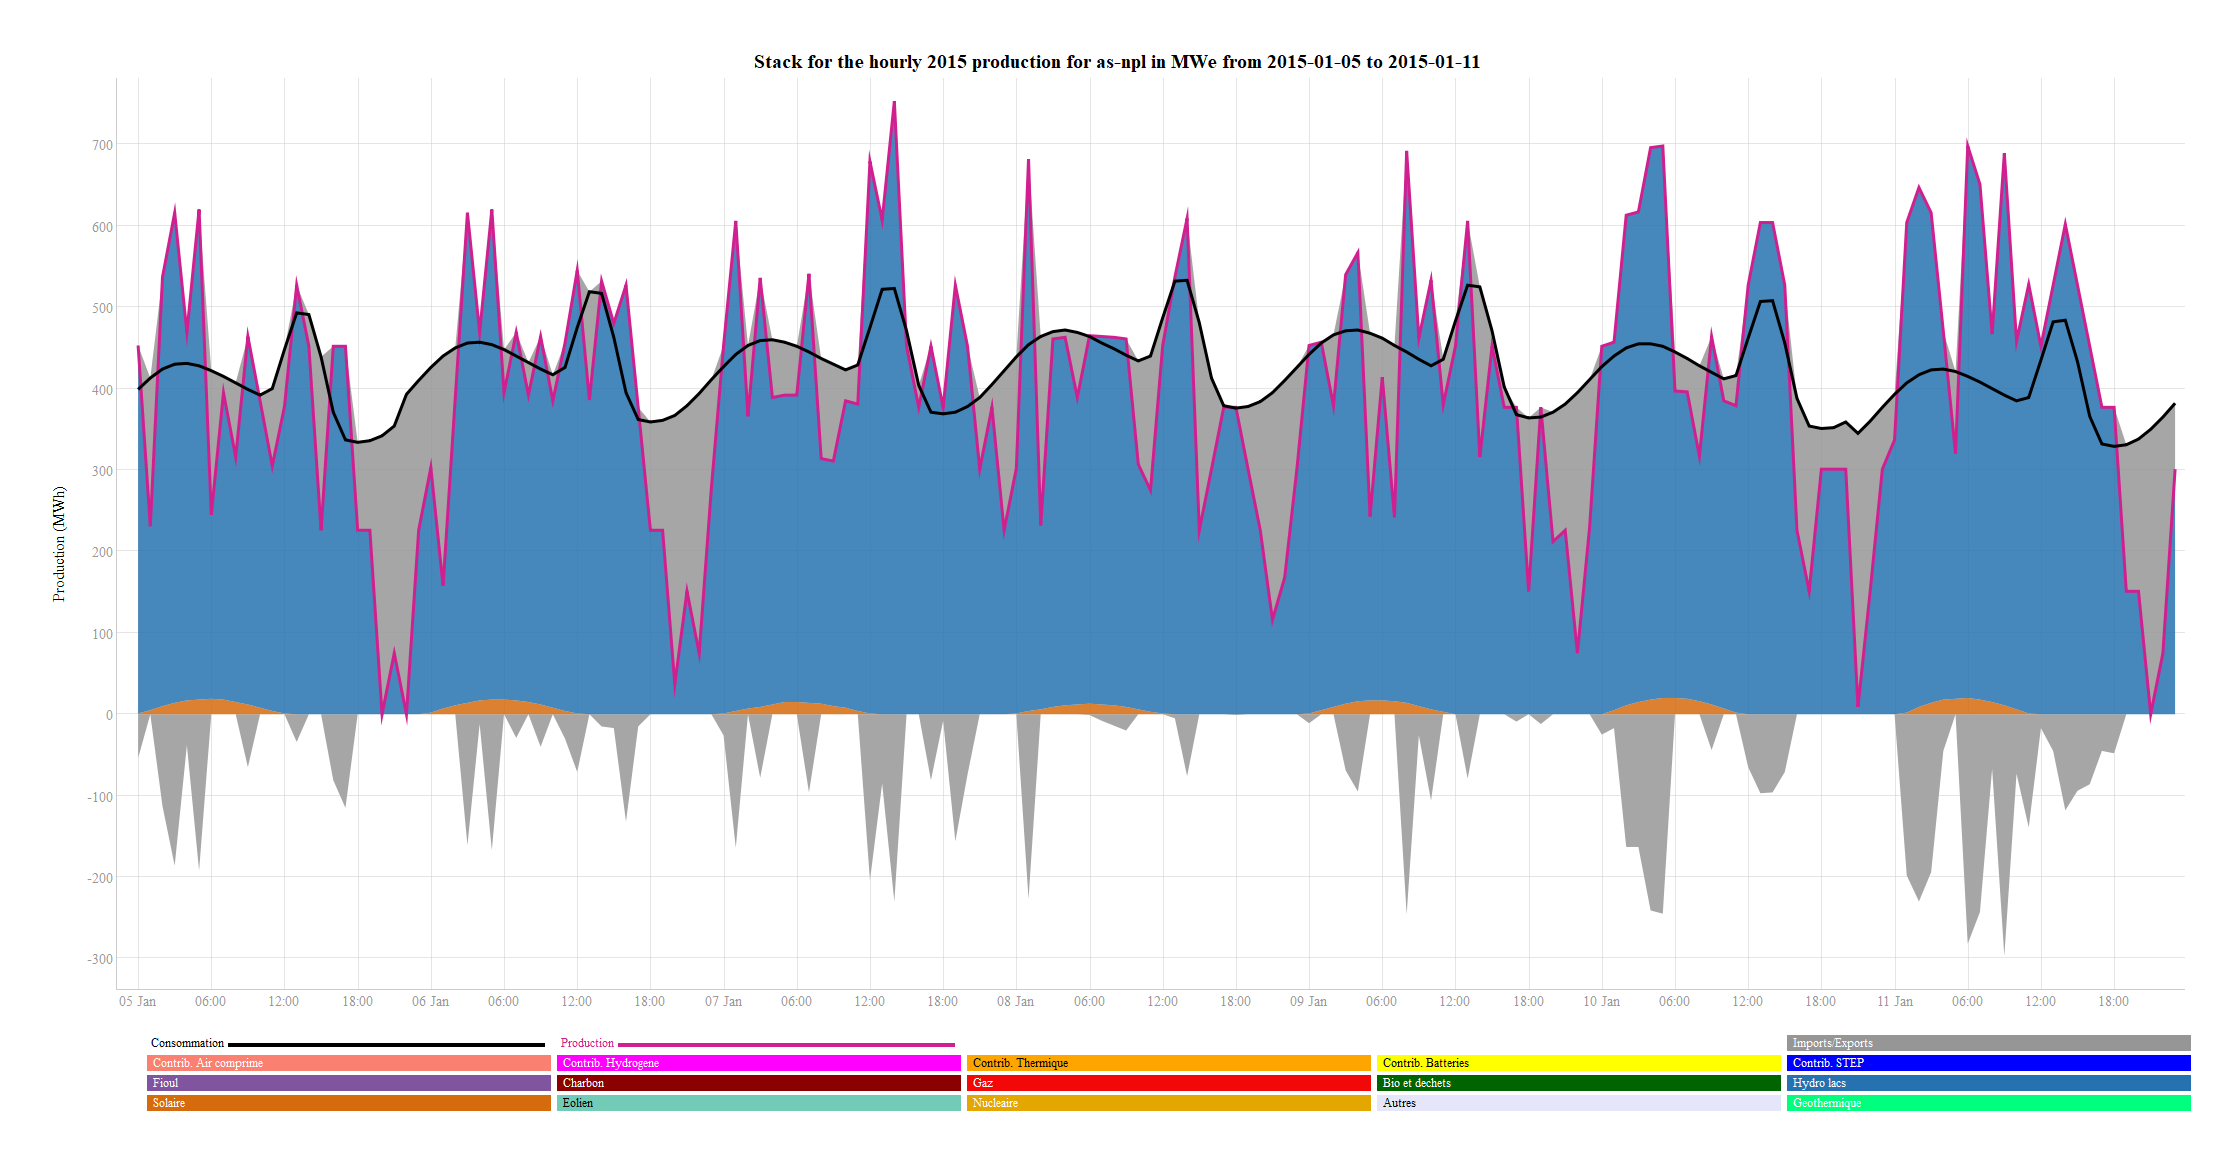 Stack for the hourly 2015 production for as-npl in MWe from 2015-01-05 to 2015-01-11
Production (MWh)
700
600
500
400
300
200
100
0
-100
-200
-300
05 Jan 06:00 12:00 18:00 06 Jan 06:00 12:00 18:00 07 Jan 06:00 12:00 18:00 08 Jan 06:00 12:00 18:00 09 Jan 06:00 12:00 18:00 10 Jan 06:00 12:00 18:00 11 Jan 06:00 12:00 18:00
Consommation Production Imports/Exports
Contrib. Air comprime Contrib. Hydrogene Contrib. Thermique Contrib. Batteries Contrib. STEP
Fioul Charbon Gaz Bio et dechets Hydro lacs
Solaire Eolien Nucleaire Autres Geothermique